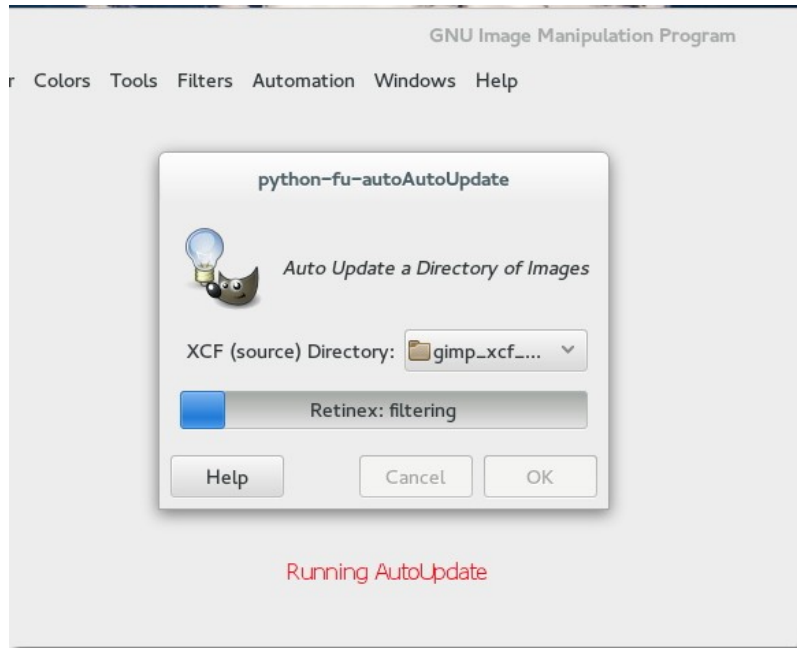 GNU Image Manipulation Program
r Colors Tools Filters Automation Windows Help
python-fu-autoAutoUpdate
Auto Update a Directory of Images
XCF (source) Directory: gimp_xcf_...
Retinex: filtering
Help Cancel OK
Running AutoUpdate